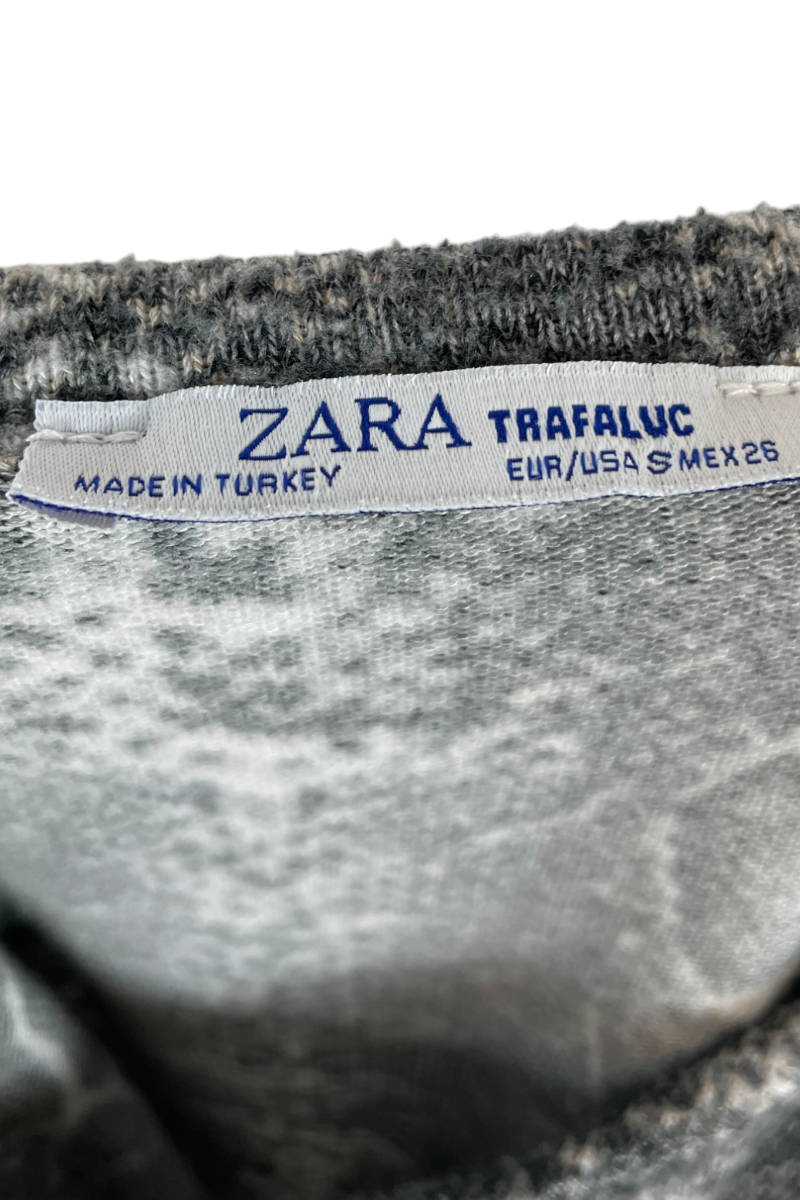 ZARA TRAFALUC
MADE IN TURKEY EUR/USA S MEX 26